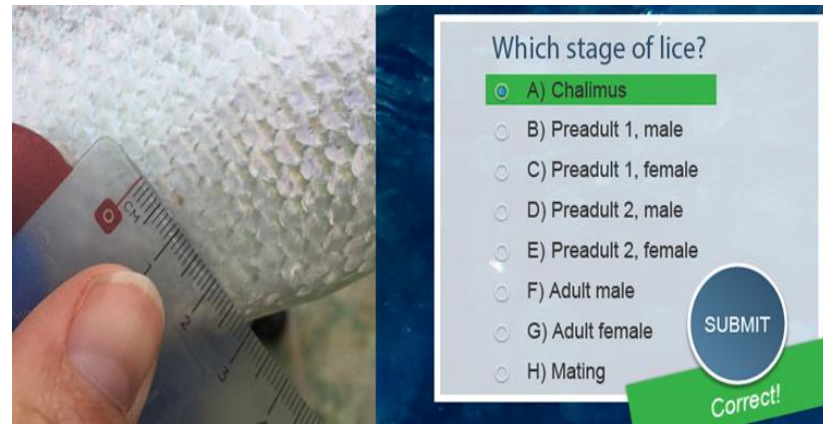 O
CM
1
2
3
Which stage of lice?
A) Chalimus
B) Preadult 1, male
C) Preadult 1, female
D) Preadult 2, male
E) Preadult 2, female
F) Adult male
G) Adult female
H) Mating
SUBMIT
Correct!